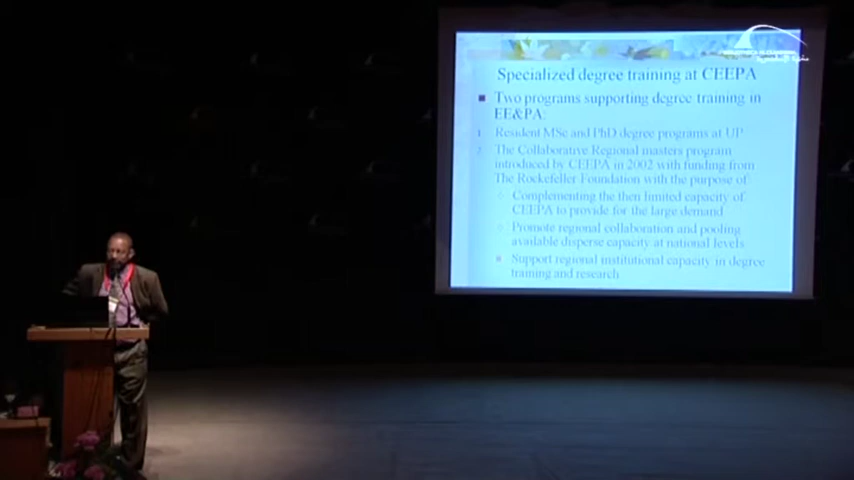 Specialized degree training at CEEPA
Two programs supporting degree training in
EE&PA:
1. Resident MSc and PhD degree programs at UP
2. The Collaborative Regional masters program
introduced by CEEPA in 2002 with funding from
The Rockefeller Foundation with the purpose of:
Complementing the then limited capacity of
CEEPA to provide for the large demand
Promote regional collaboration and pooling
available disperse capacity at national levels
Support regional institutional capacity in degree
training and research